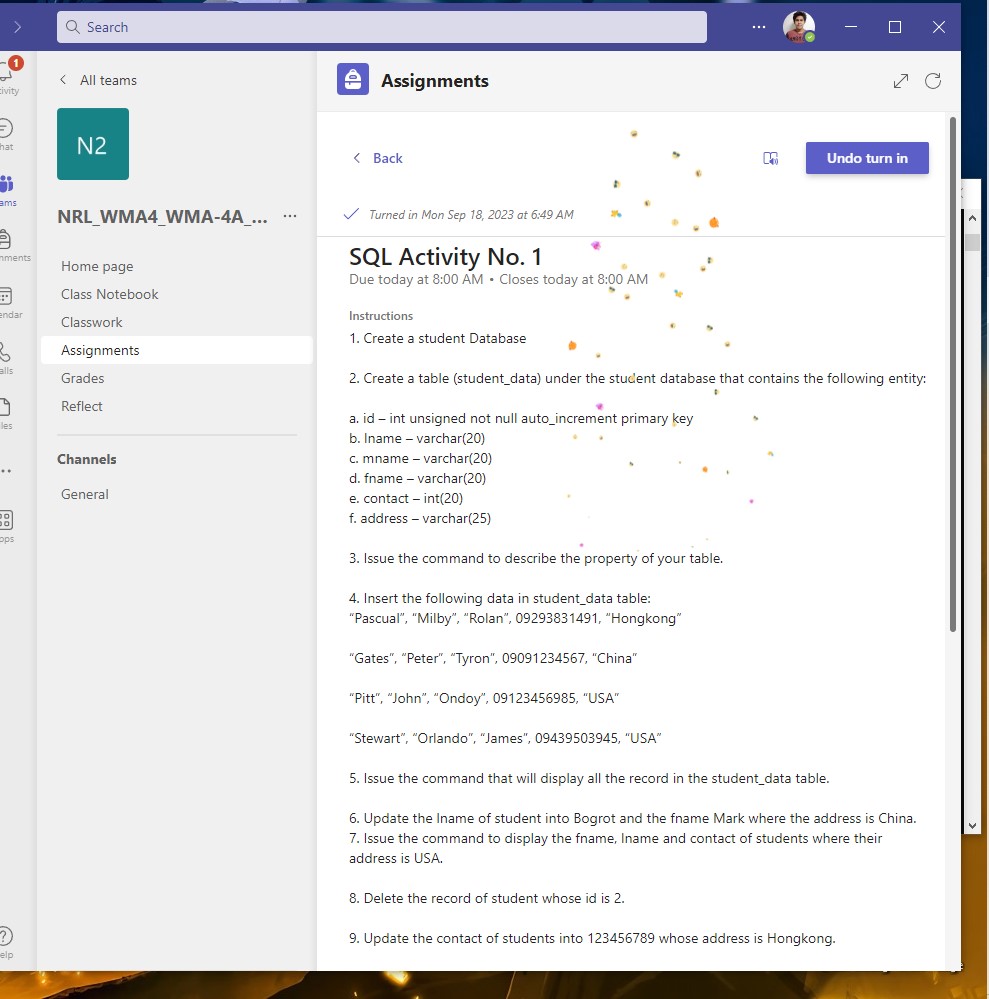 Search
1
All teams
N2
NRL_WMA4_WMA-4A_...
Home page
Class Notebook
Classwork
Assignments
Grades
Reflect
Channels
General
Assignments
Back
Undo turn in
Turned in Mon Sep 18, 2023 at 6:49 AM
SQL Activity No. 1
Due today at 8:00 AM • Closes today at 8:00 AM
Instructions
1. Create a student Database
2. Create a table (student_data) under the student database that contains the following entity:
a. id – int unsigned not null auto_increment primary key
b. lname – varchar(20)
c. mname – varchar(20)
d. fname – varchar(20)
e. contact – int(20)
f. address – varchar(25)
3. Issue the command to describe the property of your table.
4. Insert the following data in student_data table:
“Pascual”, “Milby”, “Rolan”, 09293831491, “Hongkong”
“Gates”, “Peter”, “Tyron”, 09091234567, “China”
“Pitt”, “John”, “Ondoy”, 09123456985, “USA”
“Stewart”, “Orlando”, “James”, 09439503945, “USA”
5. Issue the command that will display all the record in the student_data table.
6. Update the lname of student into Bogrot and the fname Mark where the address is China.
7. Issue the command to display the fname, lname and contact of students where their
address is USA.
8. Delete the record of student whose id is 2.
9. Update the contact of students into 123456789 whose address is Hongkong.